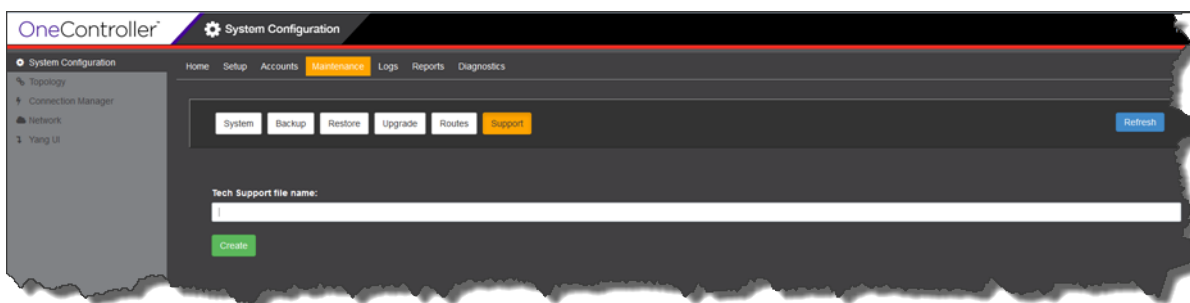 OneController™ System Configuration
System Configuration
Home Setup Accounts Maintenance Logs Reports Diagnostics
Topology
Connection Manager
Network
Yang UI
System Backup Restore Upgrade Routes Support Refresh
Tech Support file name:
Create